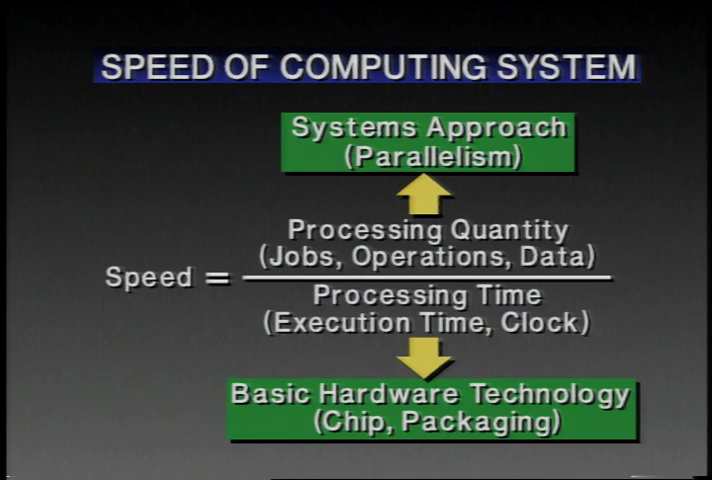 SPEED OF COMPUTING SYSTEM
Systems Approach
(Parallelism)
Processing Quantity
(Jobs, Operations, Data)
Speed =
Processing Time
(Execution Time, Clock)
Basic Hardware Technology
(Chip, Packaging)